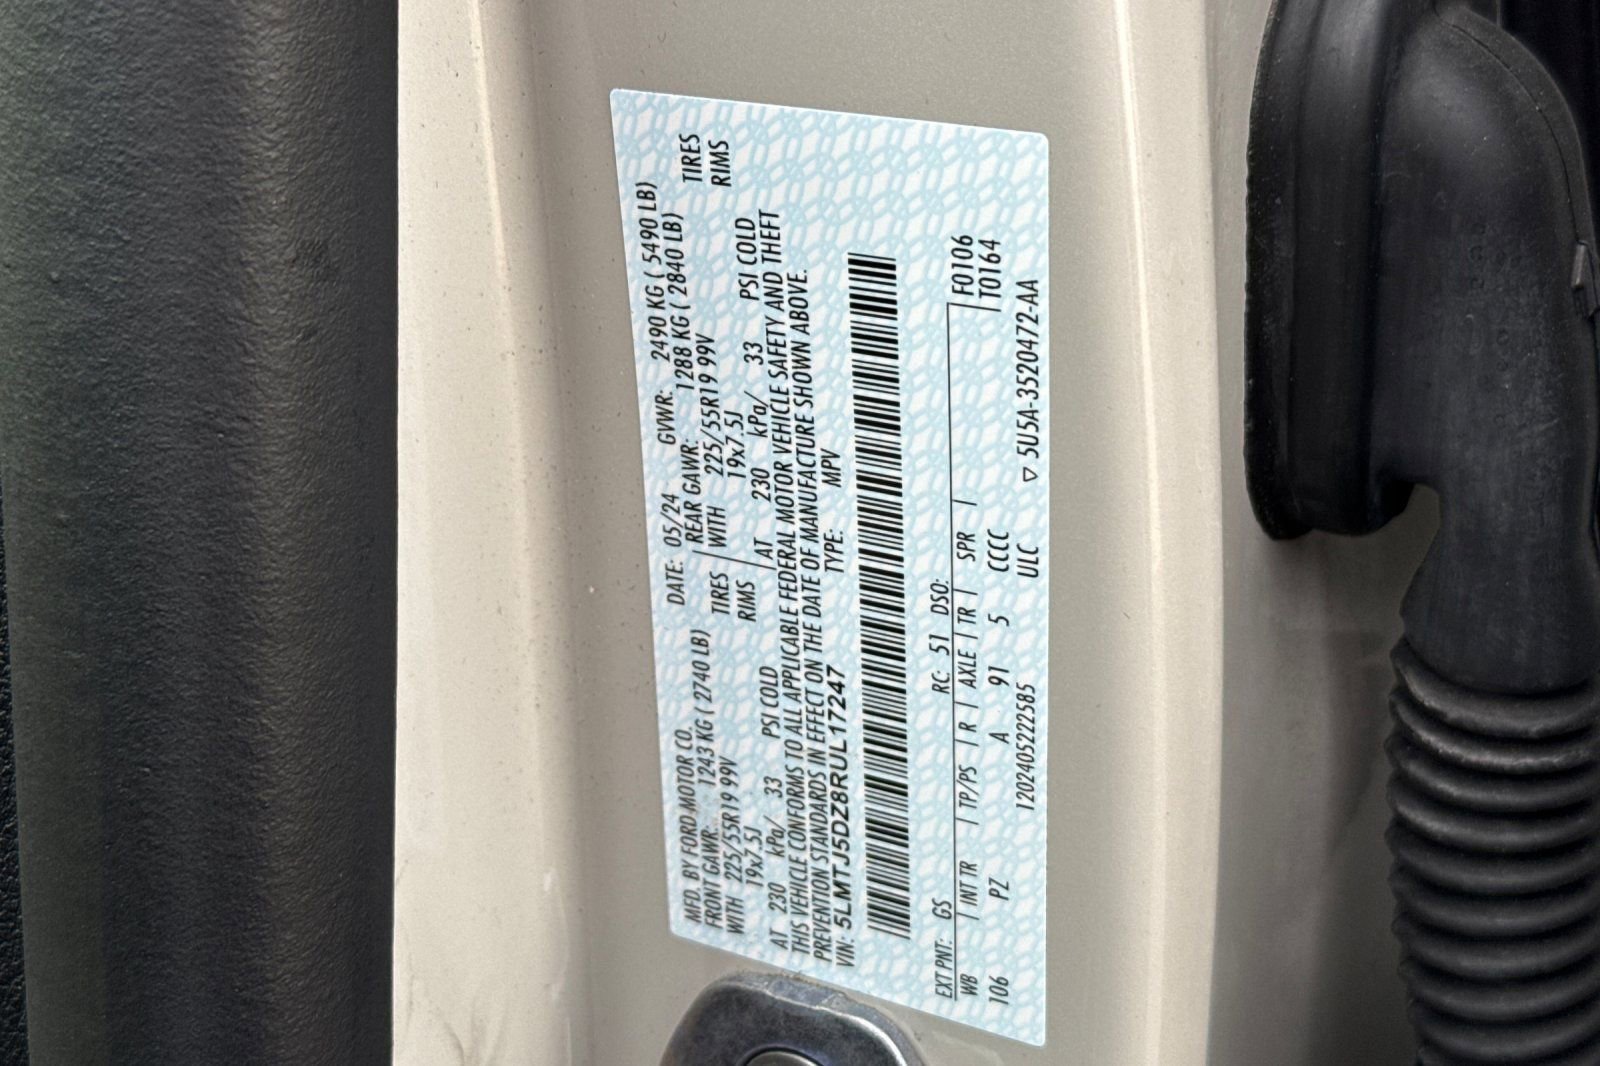 MFD. BY FORD MOTOR CO. DATE: 05/24 GVWR: 2490 KG ( 5490 LB)
FRONT GAWR: 1243 KG ( 2740 LB) REAR GAWR: 1288 KG ( 2840 LB)
WITH 225/55R19 99V TIRES WITH 225/55R19 99V TIRES
19x7.5J RIMS 19x7.5J RIMS
AT 230 kPa/ 33 PSI COLD AT 230 kPa/ 33 PSI COLD
THIS VEHICLE CONFORMS TO ALL APPLICABLE FEDERAL MOTOR VEHICLE SAFETY AND THEFT
PREVENTION STANDARDS IN EFFECT ON THE DATE OF MANUFACTURE SHOWN ABOVE.
VIN: 5LMTJ5DZ8RUL17247 TYPE: MPV
EXT PNT: GS RC: 51 DSO: F0106
WB | INT TR | TP/PS | R | AXLE | TR | SPR | T0164
106 PZ A 91 5 CCCC
120240522585 ULC ▽ 5U5A-3520472-AA